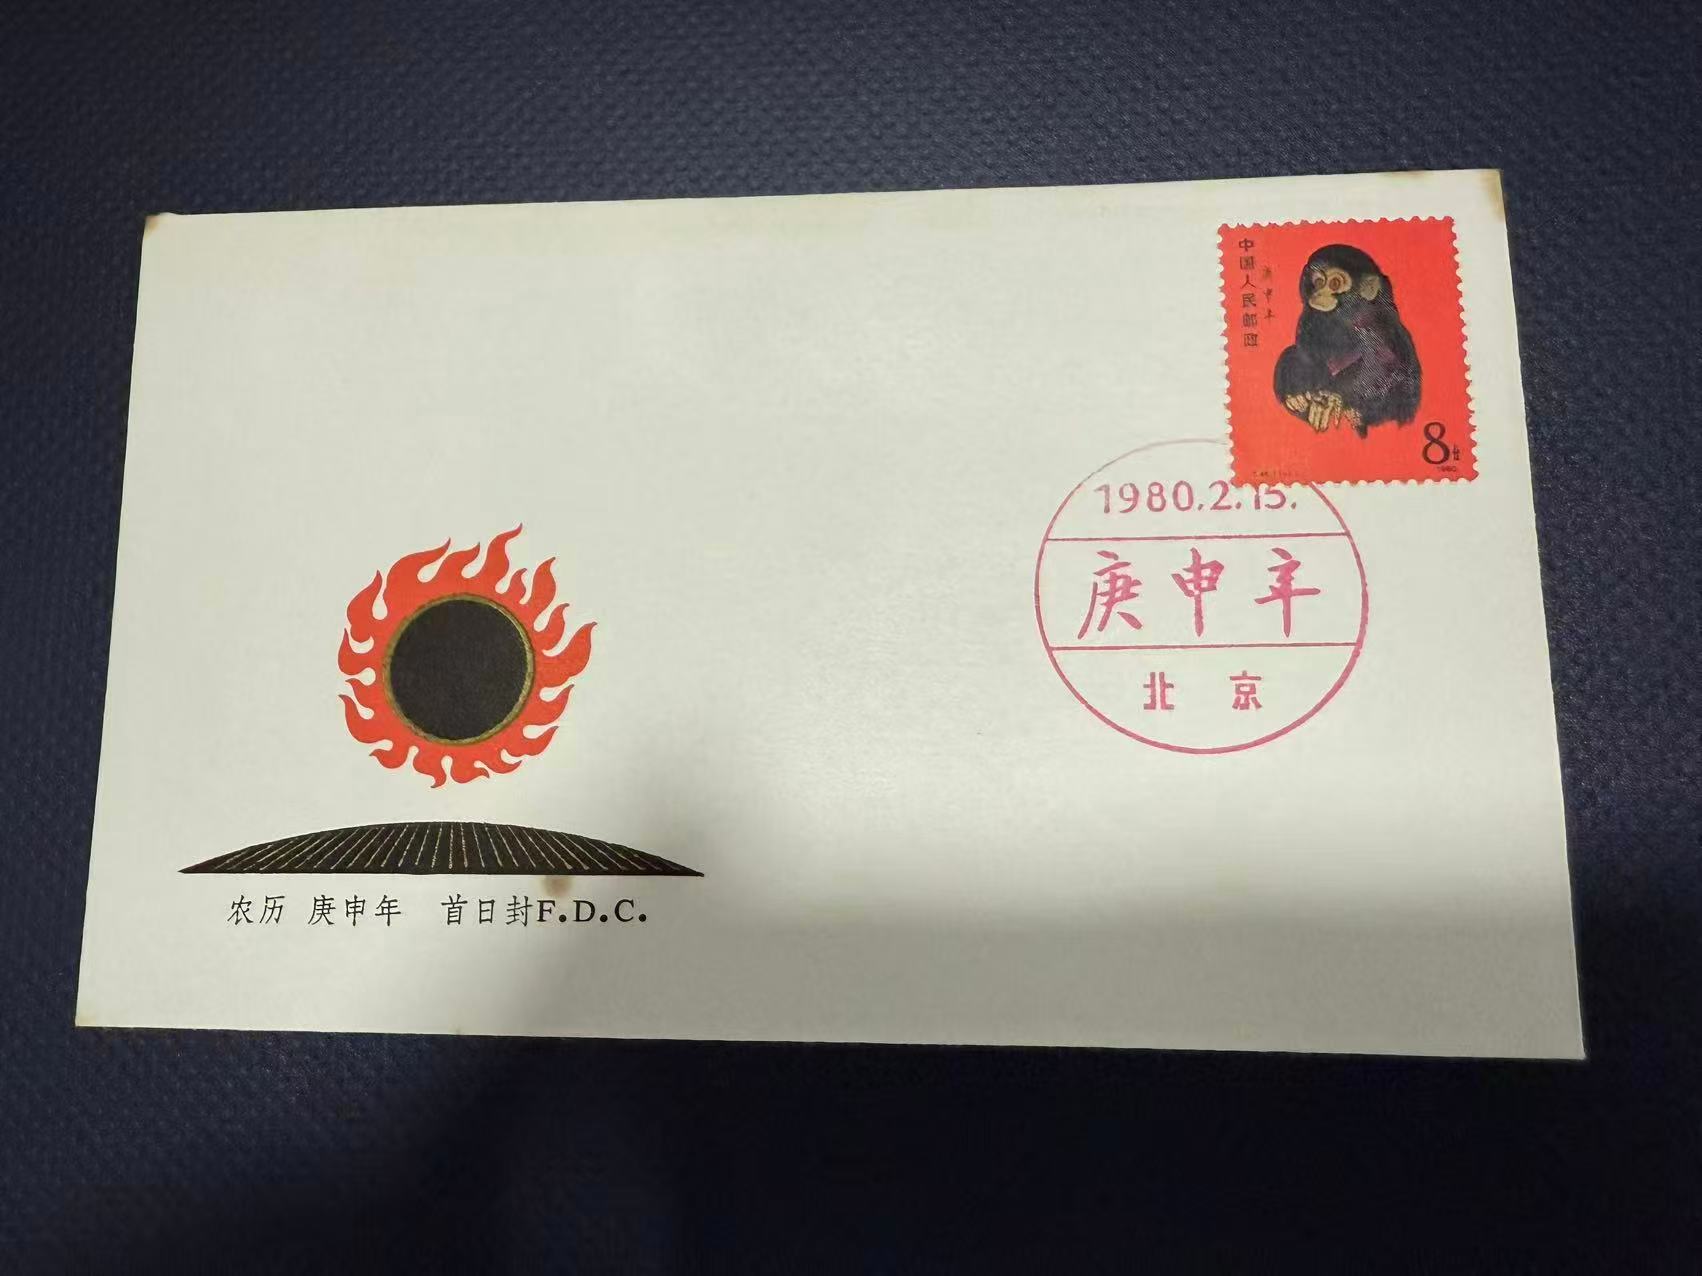 中国人民邮政
庚申年
8分
1980
1980.2.15.
庚申年
北京
农历 庚申年 首日封F.D.C.